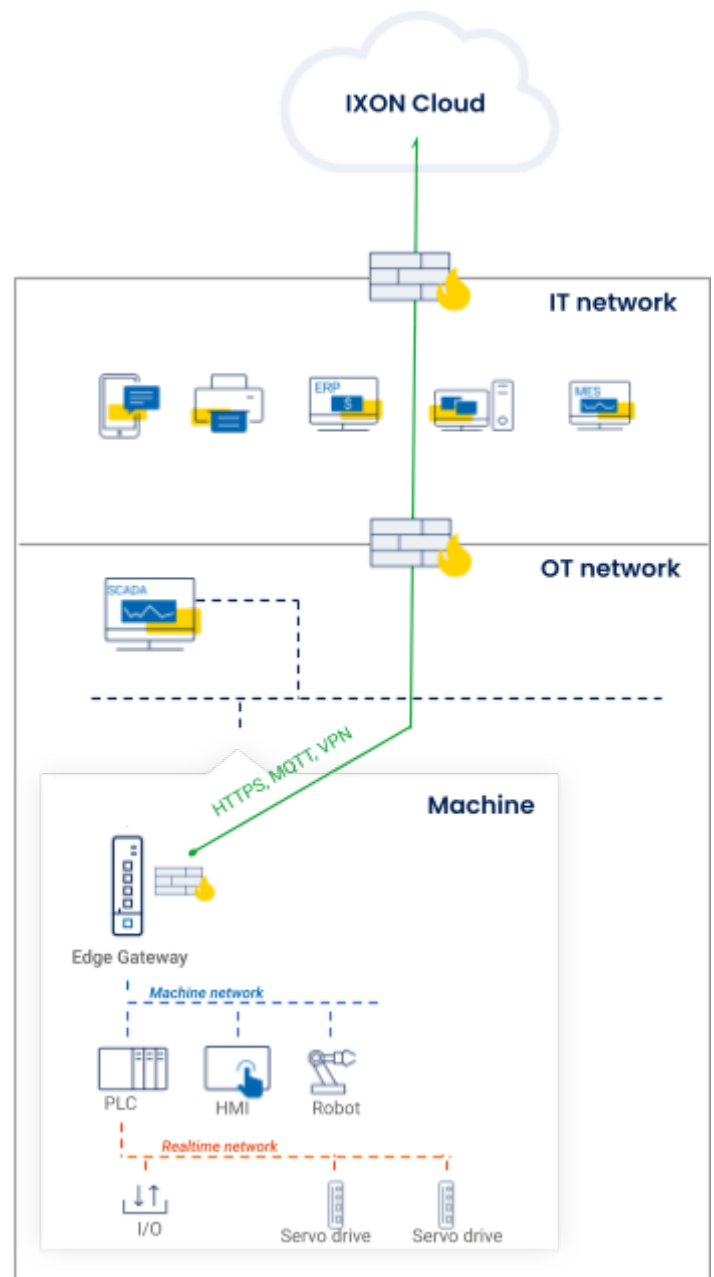 IXON Cloud
IT network
ERP
$
MES
OT network
SCADA
HTTPS, MQTT, VPN
Machine
Edge Gateway
Machine network
PLC
HMI
Robot
Realtime network
I/O
Servo drive
Servo drive